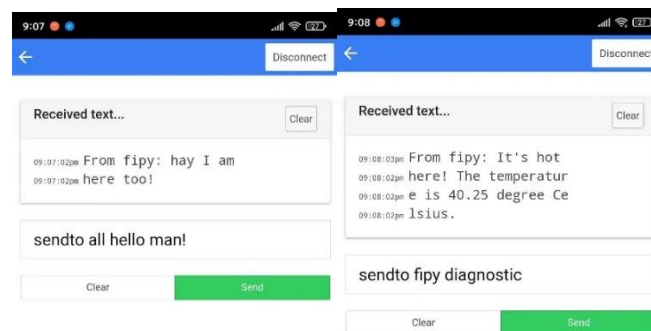 9:07
27
Disconnect
Received text...
Clear
09:07:02pm From fipy: hay I am
09:07:02pm here too!
sendto all hello man!
Clear
Send
9:08
27
Disconnect
Received text...
Clear
09:08:03pm From fipy: It's hot
09:08:02pm here! The temperatur
09:08:02pm e is 40.25 degree Ce
09:08:02pm lsius.
sendto fipy diagnostic
Clear
Send